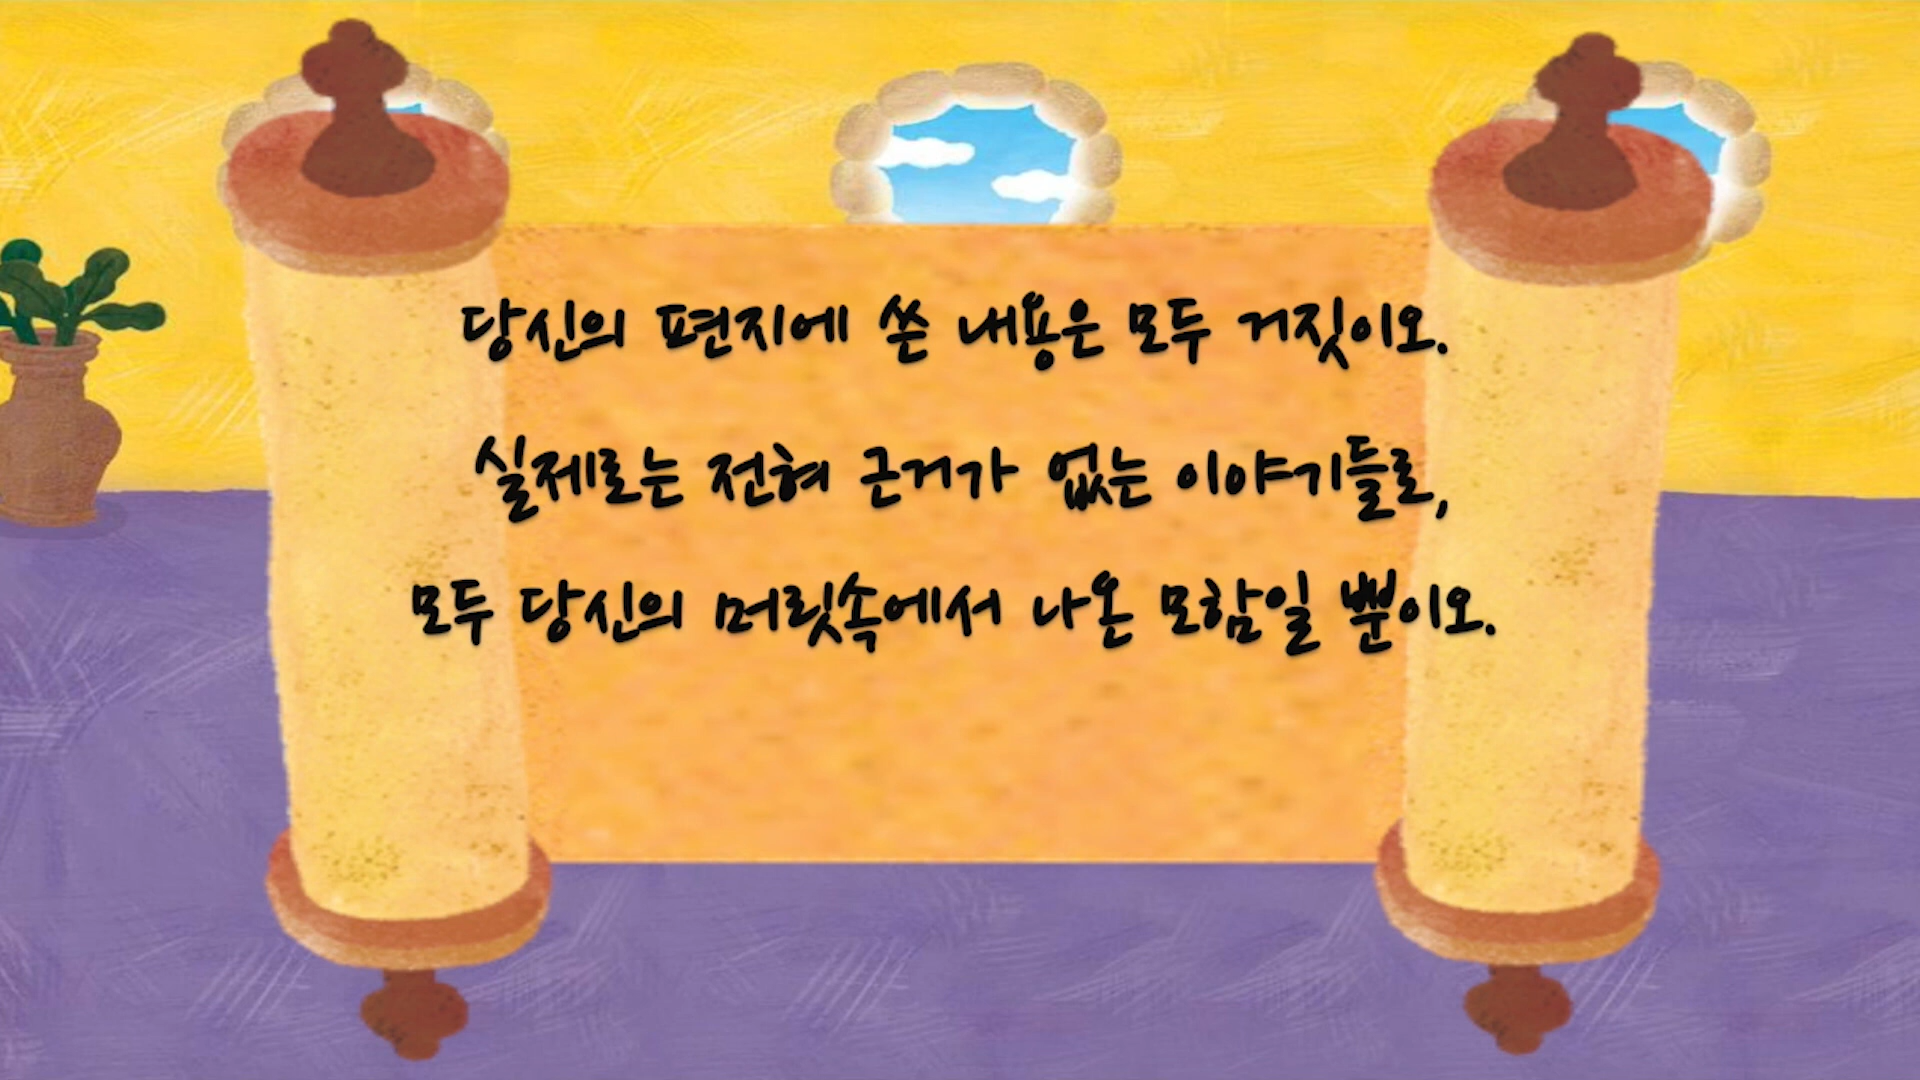 당신의 편지에 쓴 내용은 모두 거짓이오.
실제로는 전혀 근거가 없는 이야기들로,
모두 당신의 머릿속에서 나온 모함일 뿐이오.